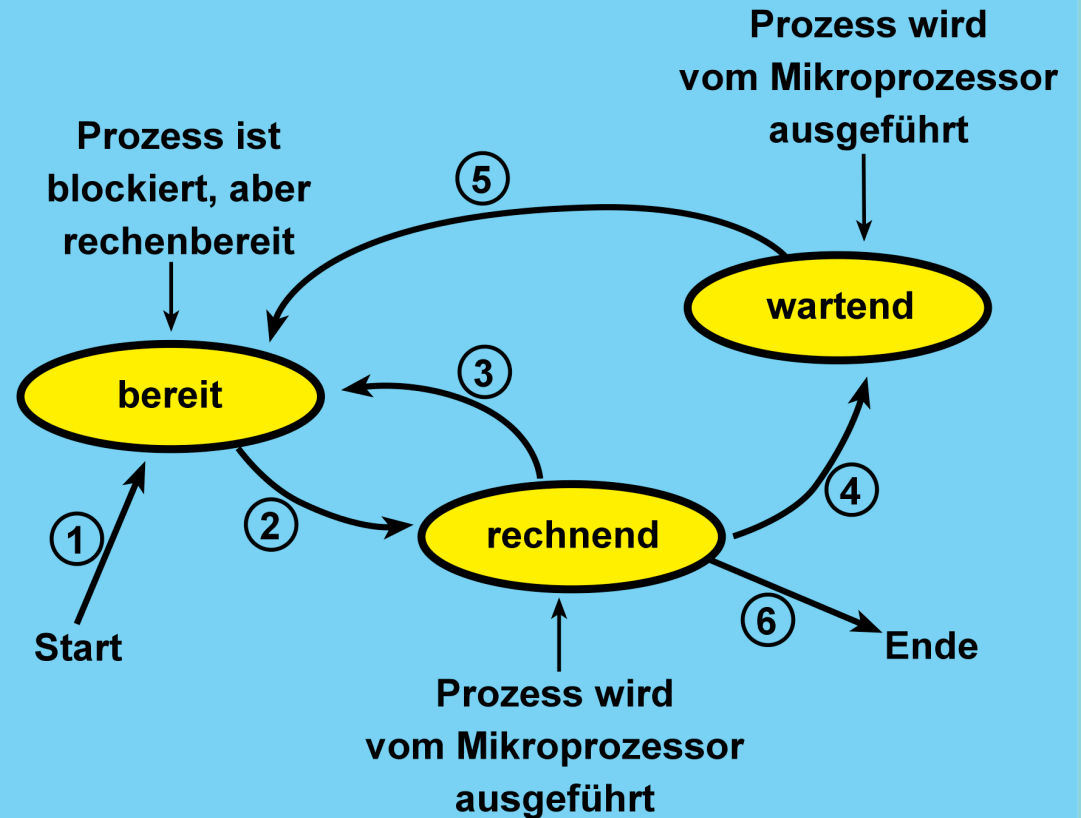 Prozess wird
vom Mikroprozessor
ausgeführt
Prozess ist
blockiert, aber
rechenbereit
5
wartend
3
bereit
4
2
1
rechnend
6
Start
Ende
Prozess wird
vom Mikroprozessor
ausgeführt